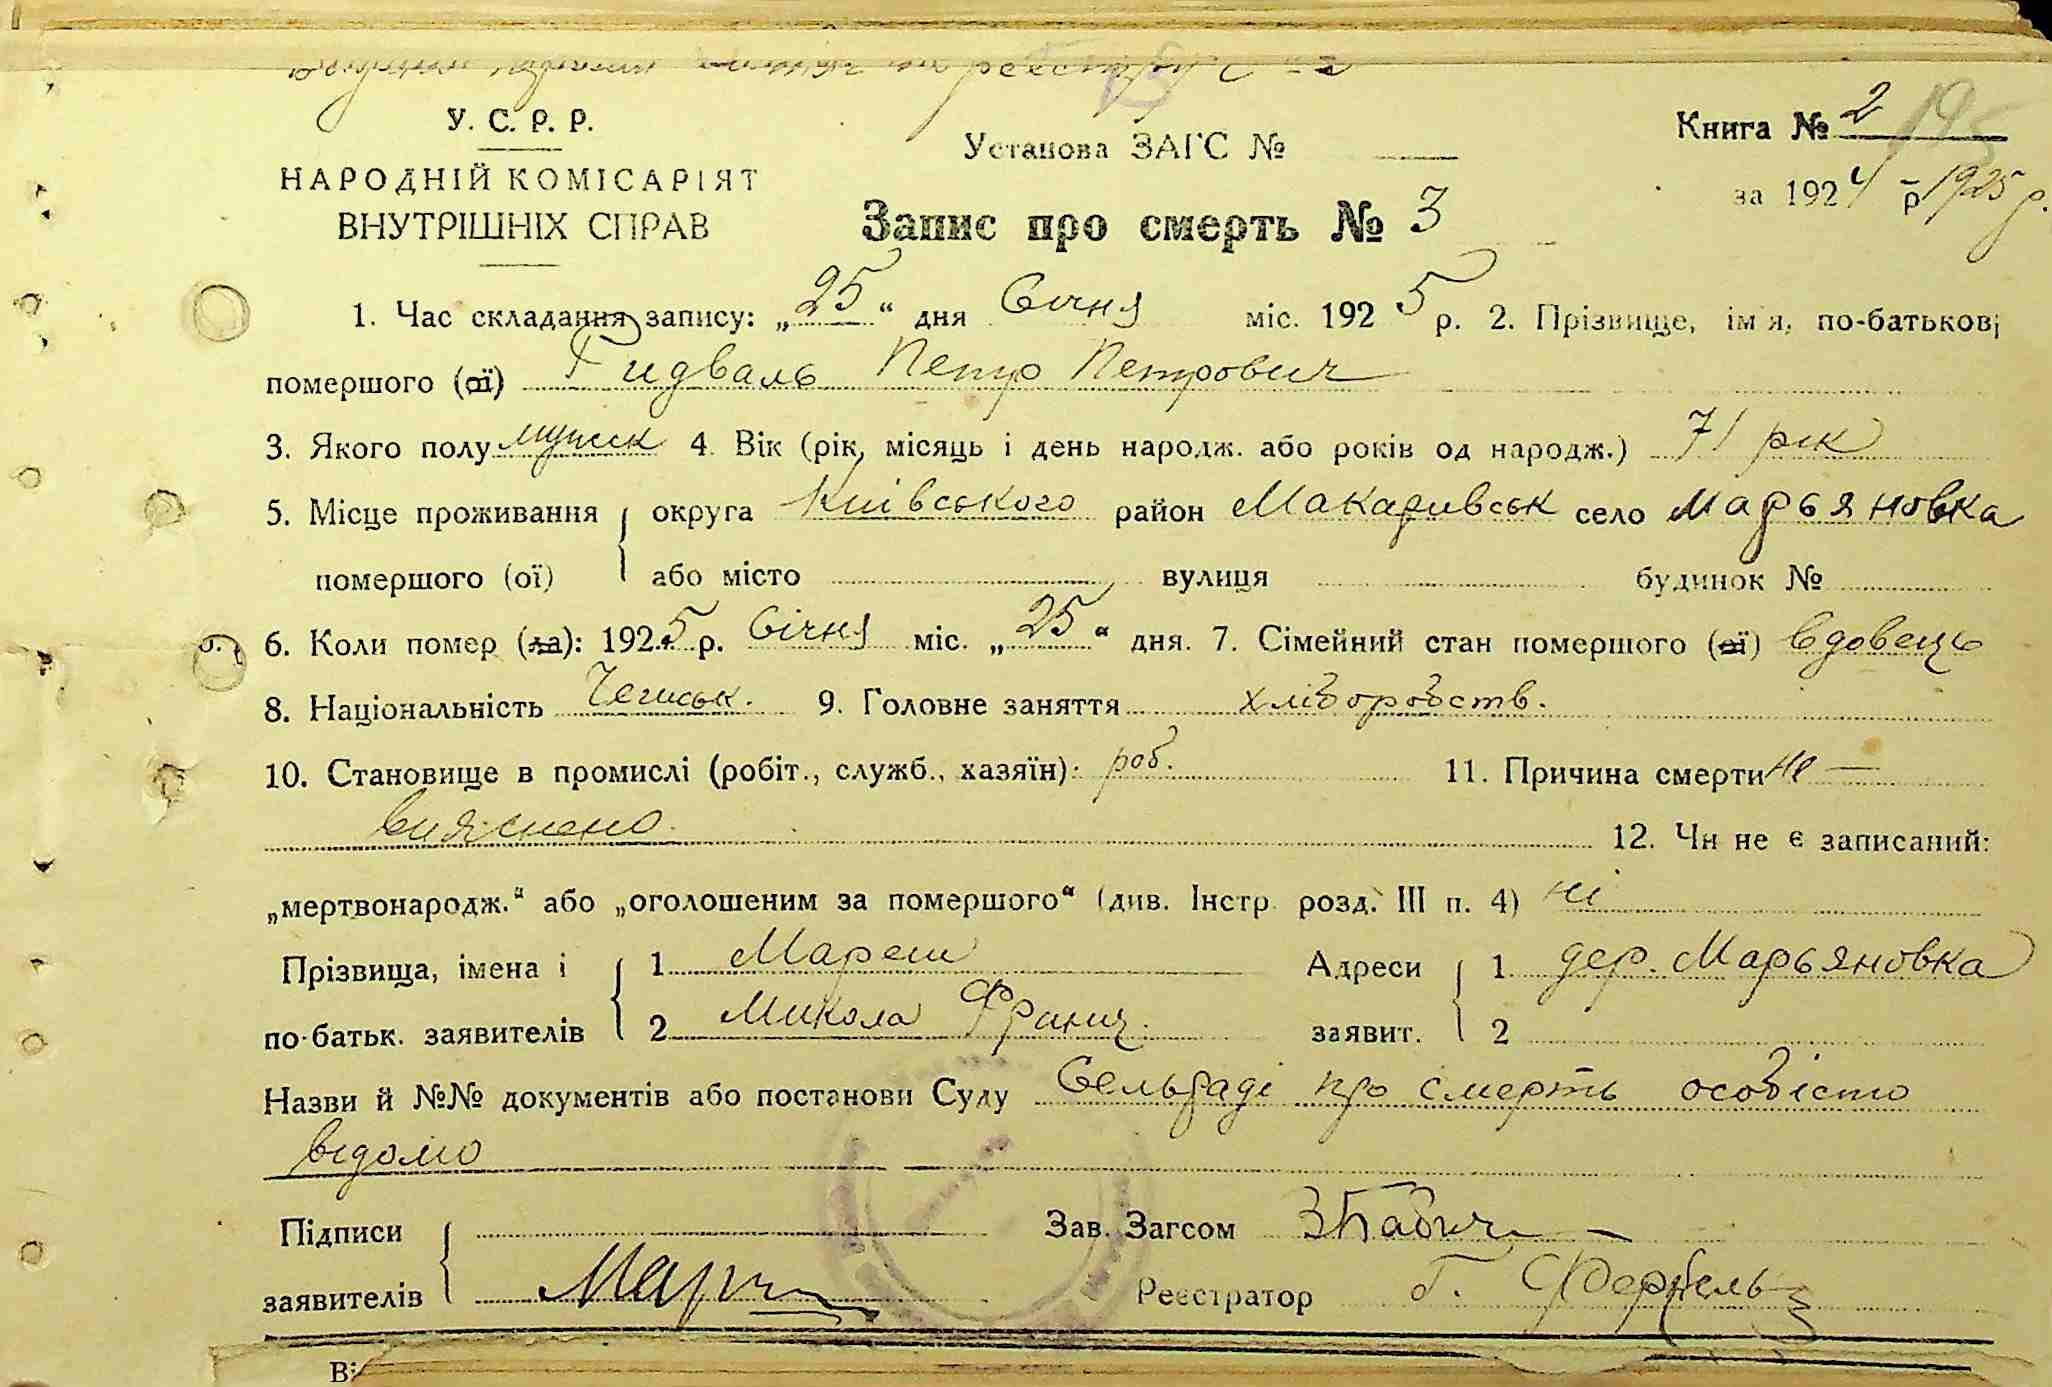 У. С. Р. Р.
НАРОДНІЙ КОМІСАРІЯТ
ВНУТРІШНІХ СПРАВ
Установа ЗАГС №
Книга № 2 195
за 1924 – 1925 р.
Запис про смерть № 3
1. Час складання запису: „25“ дня Січня міс. 1925 р. 2. Прізвище, ім'я, по-батькові
помершого (ої) Гидваль Петр Петрович
3. Якого полу мужск 4. Вік (рік, місяць і день народж. або років од народж.) 71 рік
5. Місце проживання округа Київського район Макаривськ село Марьяновка
помершого (ої) або місто вулиця будинок №
6. Коли помер (ла): 1925 р. Січня міс. „25“ дня. 7. Сімейний стан помершого (ої) вдовець
8. Національність Чешськ. 9. Головне заняття хліборобств.
10. Становище в промислі (робіт., служб., хазяїн): роб. 11. Причина смерти не —
вияснено 12. Чи не є записаний:
„мертвонародж.“ або „оголошеним за помершого“ (див. Інстр. розд. III п. 4) ні
Прізвища, імена і 1 Мареш Адреси 1 дер. Марьяновка
по-батьк. заявителів 2 Микола Франц. заявит. 2
Назви й №№ документів або постанови Суду Сельраді про смерть особісто
відомо
Підписи Зав. Загсом
заявителів Реєстратор Г.
Ві